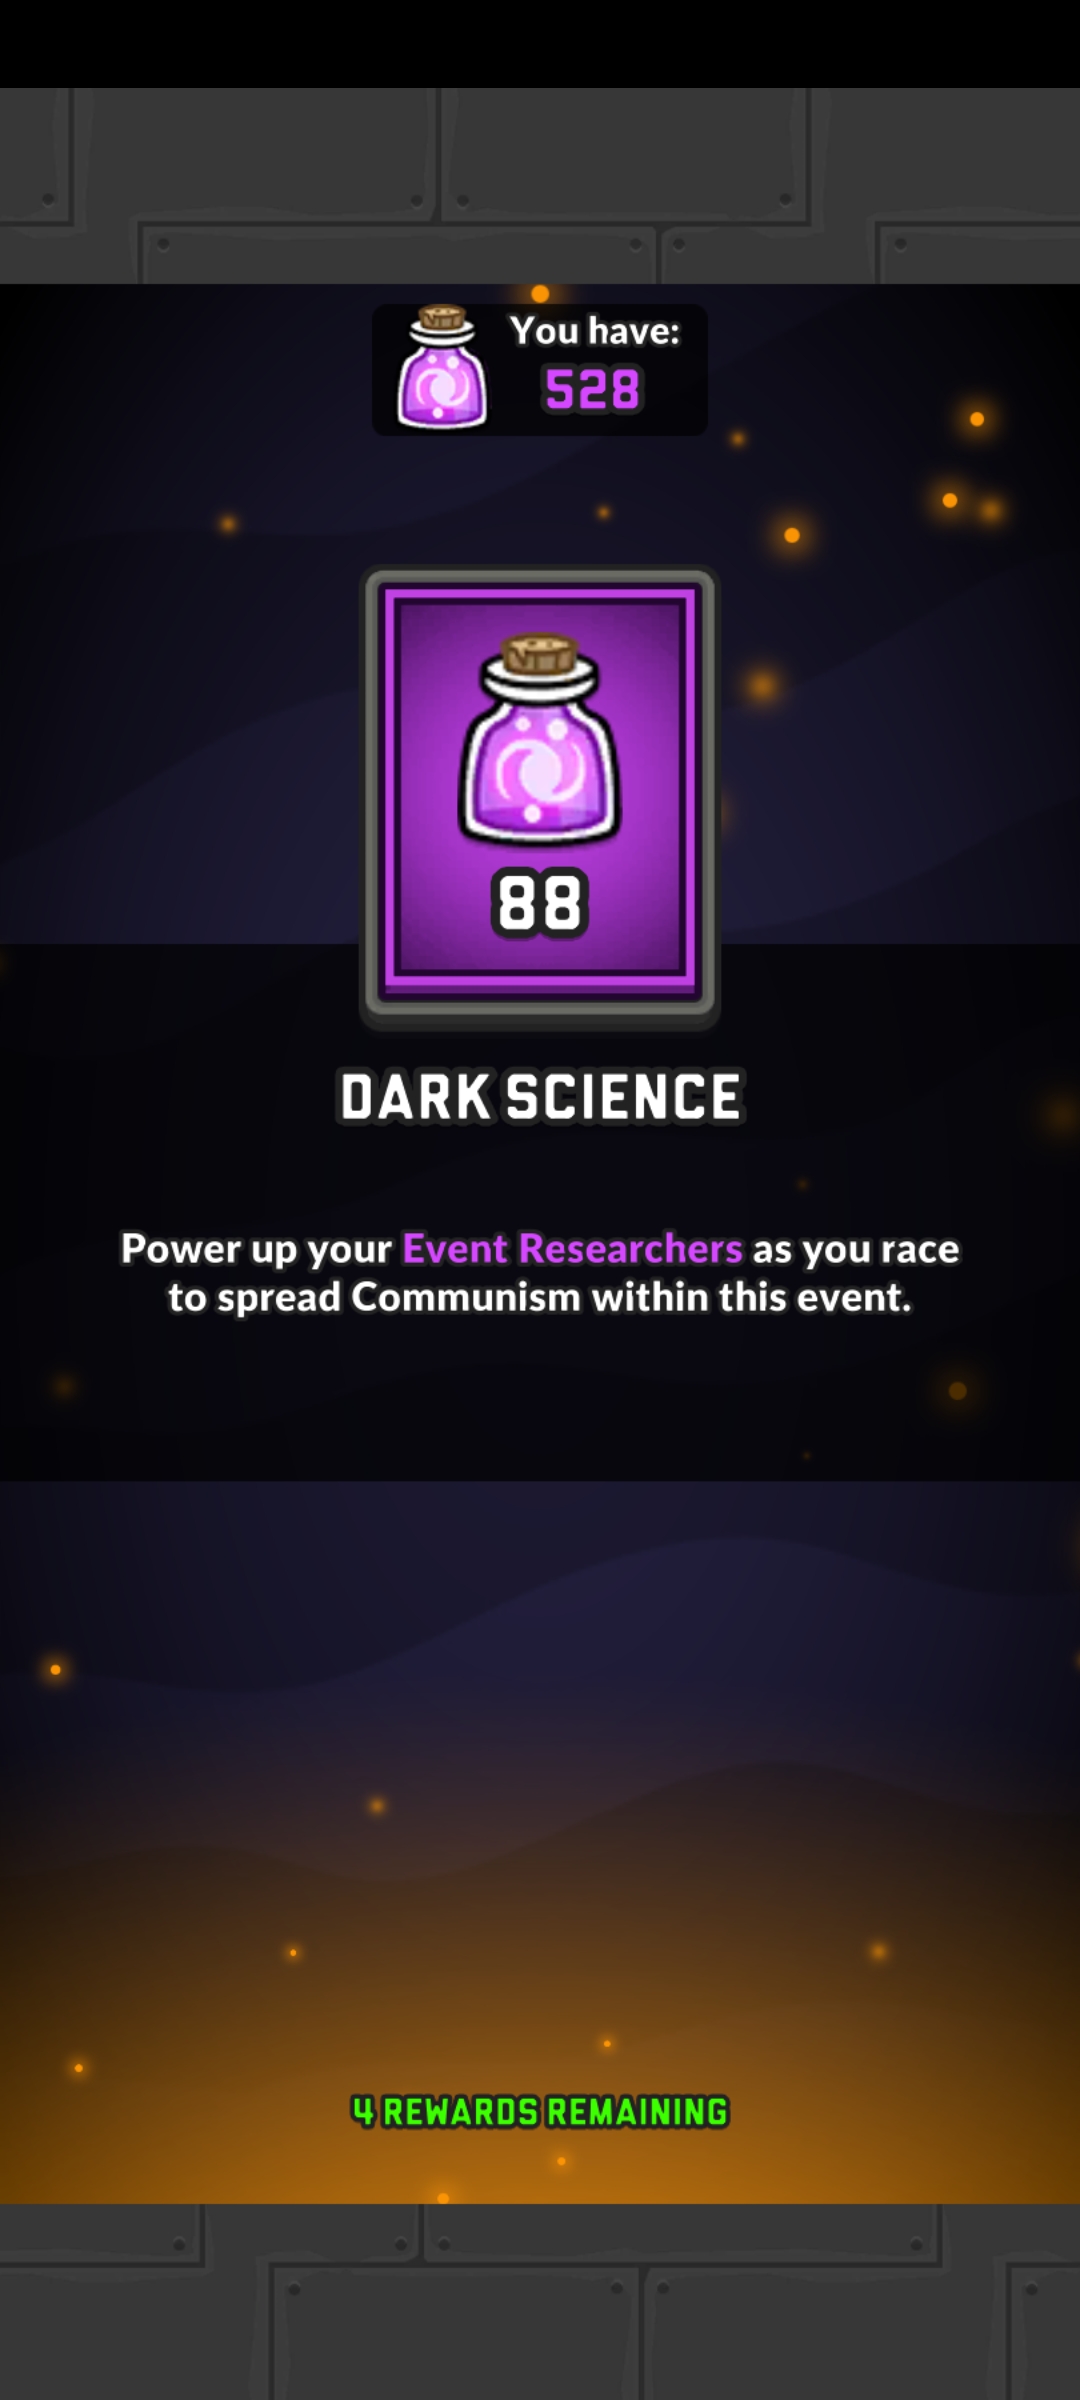 You have:
528
88
DARK SCIENCE
Power up your Event Researchers as you race
to spread Communism within this event.
4 REWARDS REMAINING